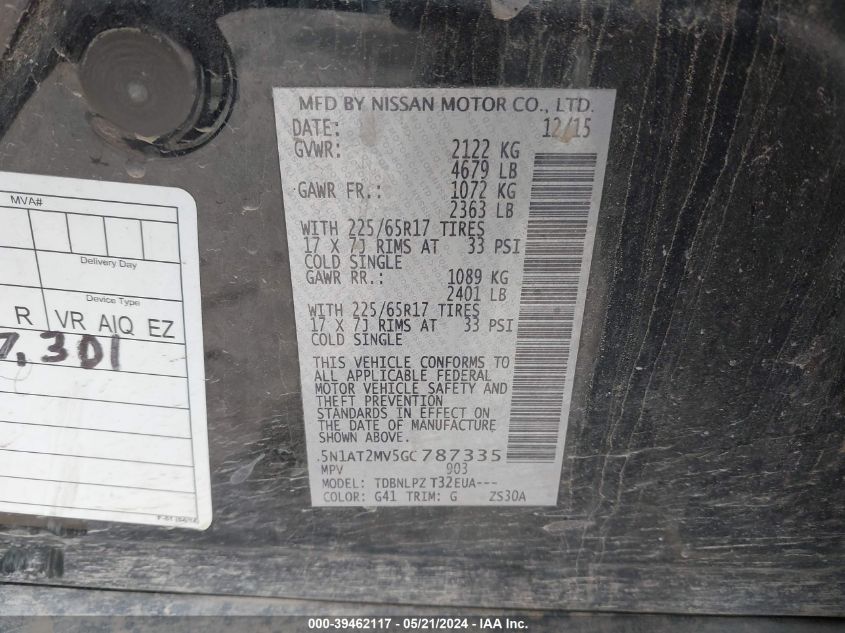 MFD BY NISSAN MOTOR CO., LTD.
DATE: 12/15
GVWR: 2122 KG
4679 LB
GAWR FR.: 1072 KG
2363 LB
WITH 225/65R17 TIRES
17 X 7J RIMS AT 33 PSI
COLD SINGLE
GAWR RR.: 1089 KG
2401 LB
WITH 225/65R17 TIRES
17 X 7J RIMS AT 33 PSI
COLD SINGLE
THIS VEHICLE CONFORMS TO
ALL APPLICABLE FEDERAL
MOTOR VEHICLE SAFETY AND
THEFT PREVENTION
STANDARDS IN EFFECT ON
THE DATE OF MANUFACTURE
SHOWN ABOVE.
5N1AT2MV5GC787335
MPV 903
MODEL: TDBNLPZ T32EUA---
COLOR: G41 TRIM: G ZS30A
MVA#
Delivery Day
Device Type
R VR AIQ EZ
7,301
000-39462117 - 05/21/2024 - IAA Inc.